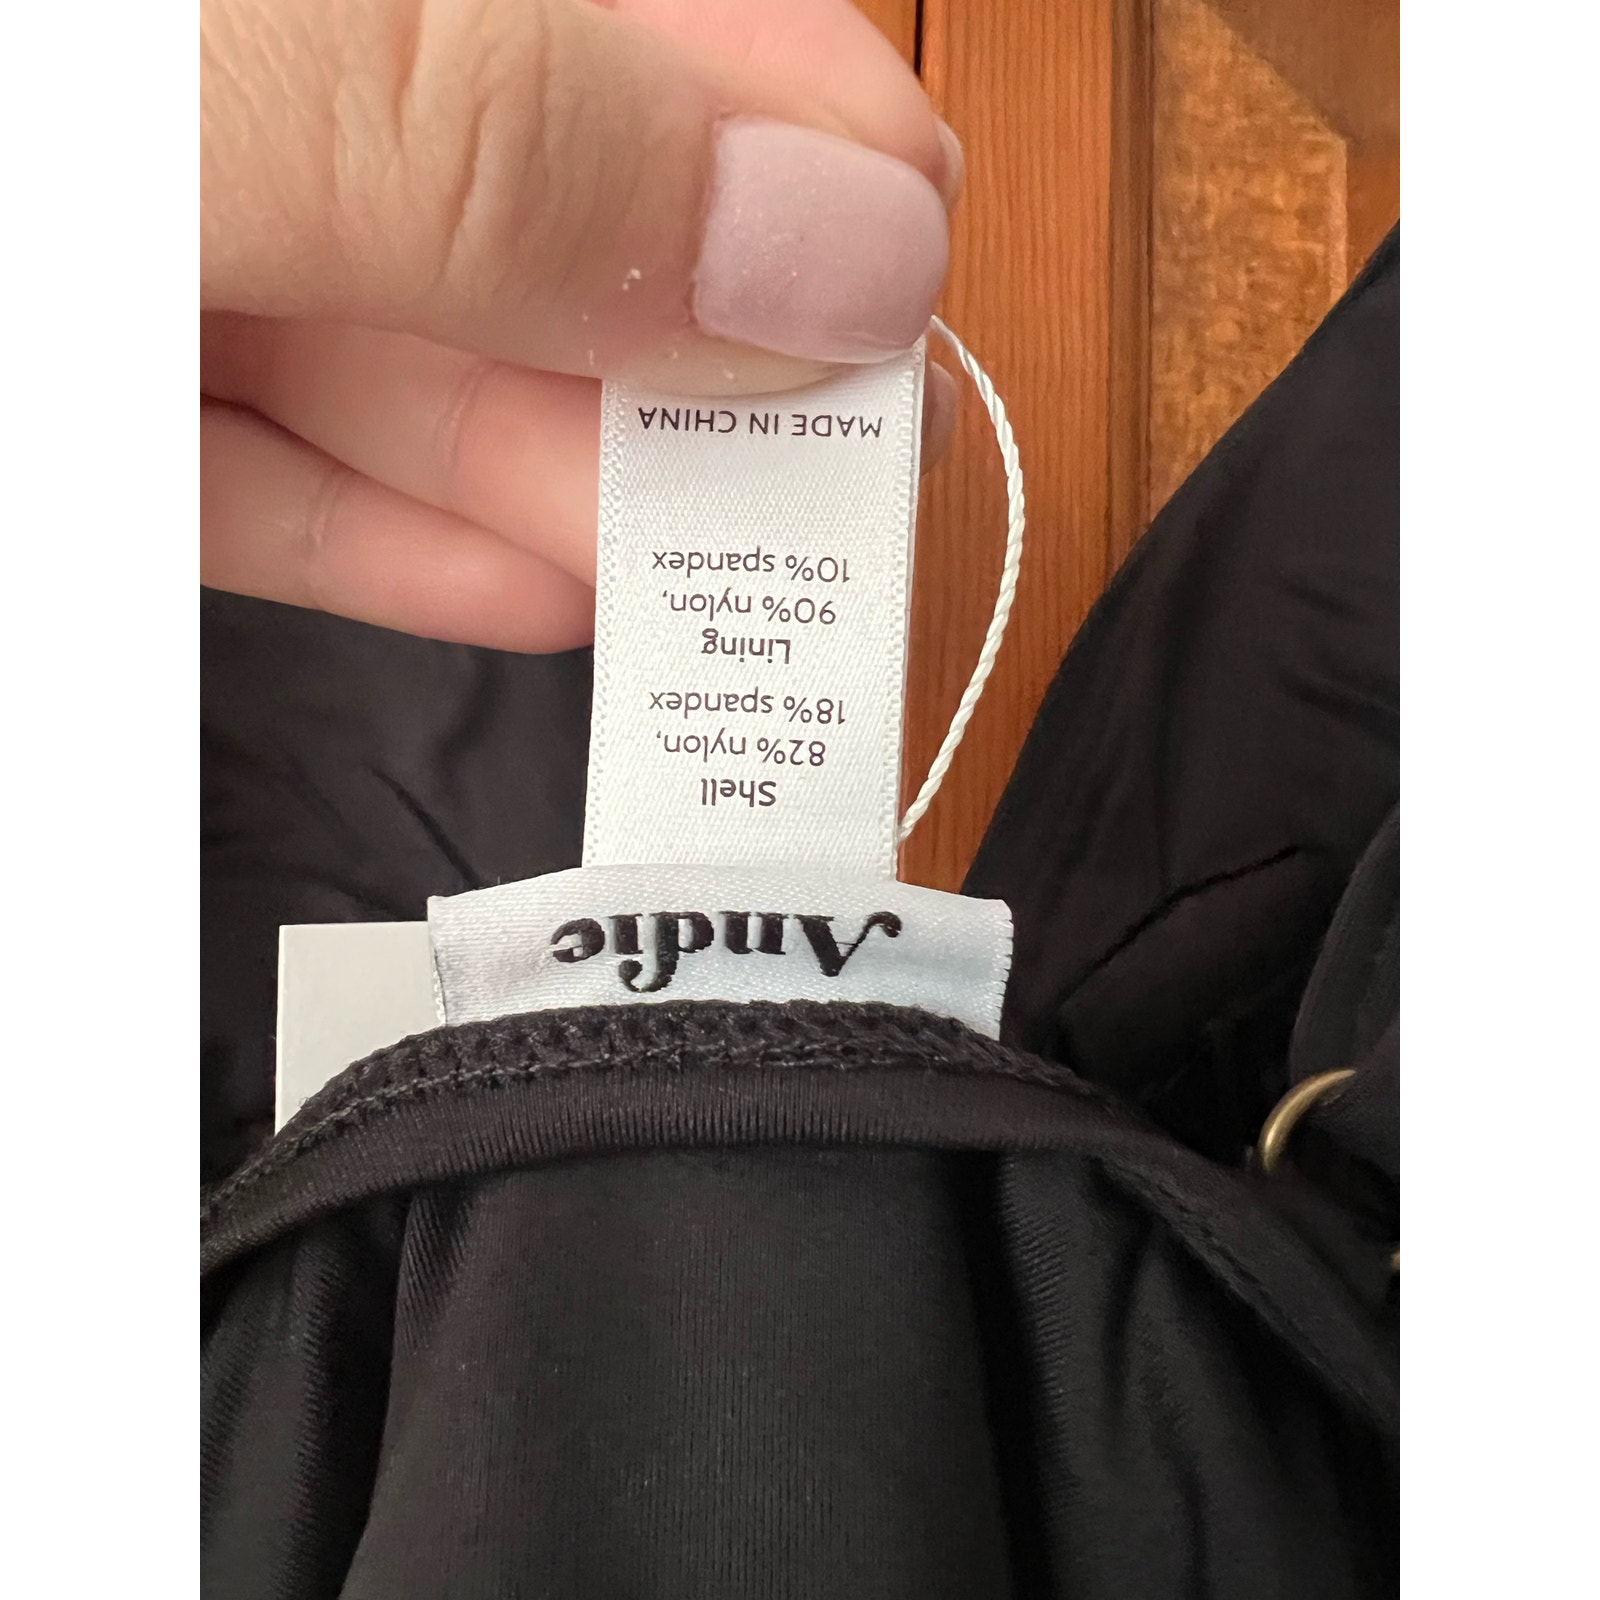 Andie
Shell
82% nylon,
18% spandex
Lining
90% nylon,
10% spandex
MADE IN CHINA